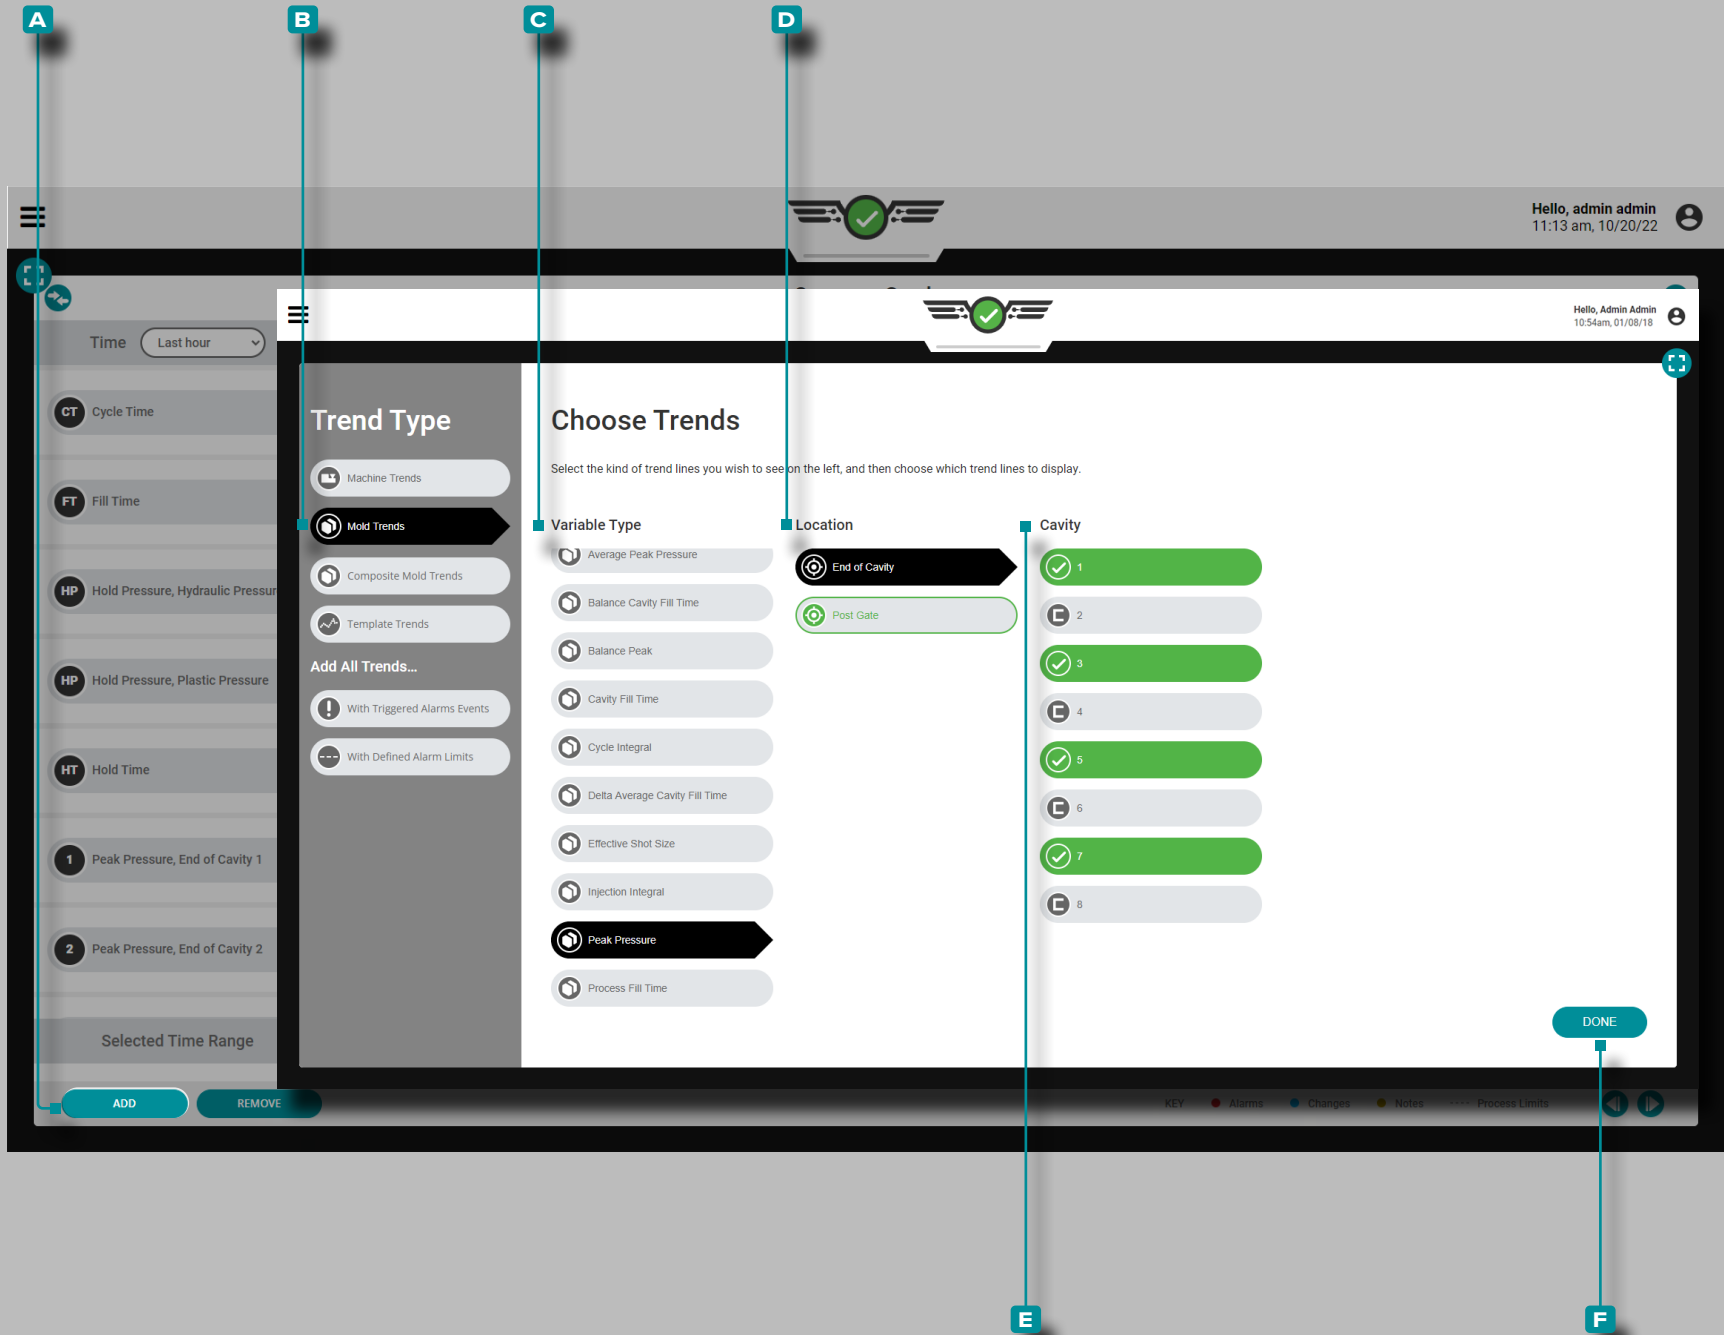 A
B
C
D
Hello, admin admin
11:13 am, 10/20/22
Hello, Admin Admin
10:54am, 01/08/18
Time
Last hour
CT Cycle Time
FT Fill Time
HP Hold Pressure, Hydraulic Pressur
HP Hold Pressure, Plastic Pressure
HT Hold Time
1 Peak Pressure, End of Cavity 1
2 Peak Pressure, End of Cavity 2
Selected Time Range
ADD
REMOVE
Trend Type
Machine Trends
Mold Trends
Composite Mold Trends
Template Trends
Add All Trends...
With Triggered Alarms Events
With Defined Alarm Limits
Choose Trends
Select the kind of trend lines you wish to see on the left, and then choose which trend lines to display.
Variable Type
Average Peak Pressure
Balance Cavity Fill Time
Balance Peak
Cavity Fill Time
Cycle Integral
Delta Average Cavity Fill Time
Effective Shot Size
Injection Integral
Peak Pressure
Process Fill Time
Location
End of Cavity
Post Gate
Cavity
1
2
3
4
5
6
7
8
DONE
KEY
Alarms
Changes
Notes
Process Limits
E
F